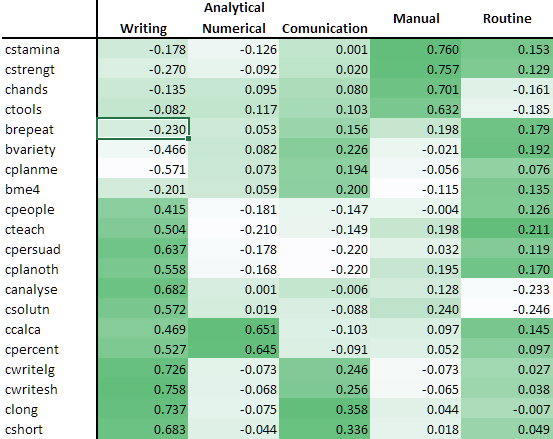 Analytical
Writing Numerical Comunication Manual Routine
cstamina -0.178 -0.126 0.001 0.760 0.153
cstrengt -0.270 -0.092 0.020 0.757 0.129
chands -0.135 0.095 0.080 0.701 -0.161
ctools -0.082 0.117 0.103 0.632 -0.185
brepeat -0.230 0.053 0.156 0.198 0.179
bvariety -0.466 0.082 0.226 -0.021 0.192
cplanme -0.571 0.073 0.194 -0.056 0.076
bme4 -0.201 0.059 0.200 -0.115 0.135
cpeople 0.415 -0.181 -0.147 -0.004 0.126
cteach 0.504 -0.210 -0.149 0.198 0.211
cpersuad 0.637 -0.178 -0.220 0.032 0.119
cplanoth 0.558 -0.168 -0.220 0.195 0.170
canalyse 0.682 0.001 -0.006 0.128 -0.233
csolutn 0.572 0.019 -0.088 0.240 -0.246
ccalca 0.469 0.651 -0.103 0.097 0.145
cpercent 0.527 0.645 -0.091 0.052 0.097
cwritelg 0.726 -0.073 0.246 -0.073 0.027
cwritesh 0.758 -0.068 0.256 -0.065 0.038
clong 0.737 -0.075 0.358 0.044 -0.007
cshort 0.683 -0.044 0.336 0.018 0.049